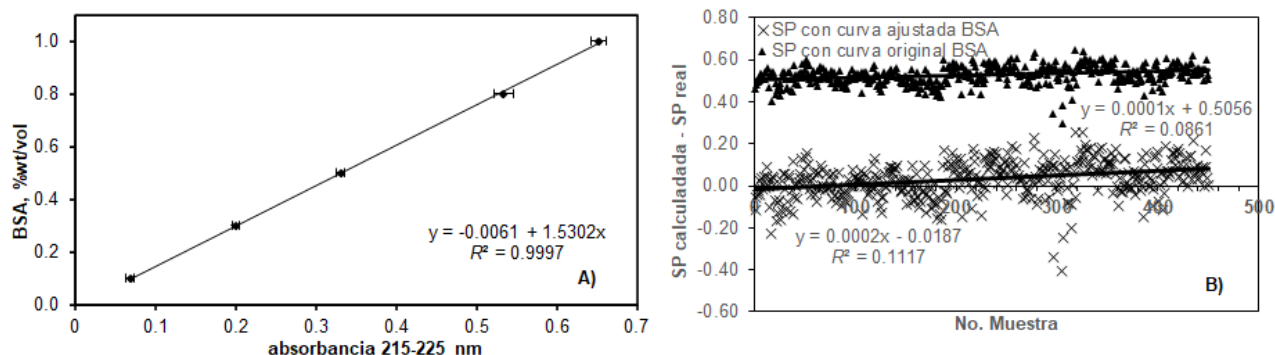 1.0
0.8
0.6
0.4
0.2
0.0
BSA, %wt/vol
y = -0.0061 + 1.5302x
R² = 0.9997
A)
0
0.1
0.2
0.3
0.4
0.5
0.6
0.7
absorbancia 215-225 nm
0.80
0.60
0.40
0.20
0.00
-0.20
-0.40
-0.60
SP calculadada - SP real
SP con curva ajustada BSA
SP con curva original BSA
y = 0.0001x + 0.5056
R² = 0.0861
0
100
200
300
400
500
y = 0.0002x - 0.0187
R² = 0.1117
B)
No. Muestra